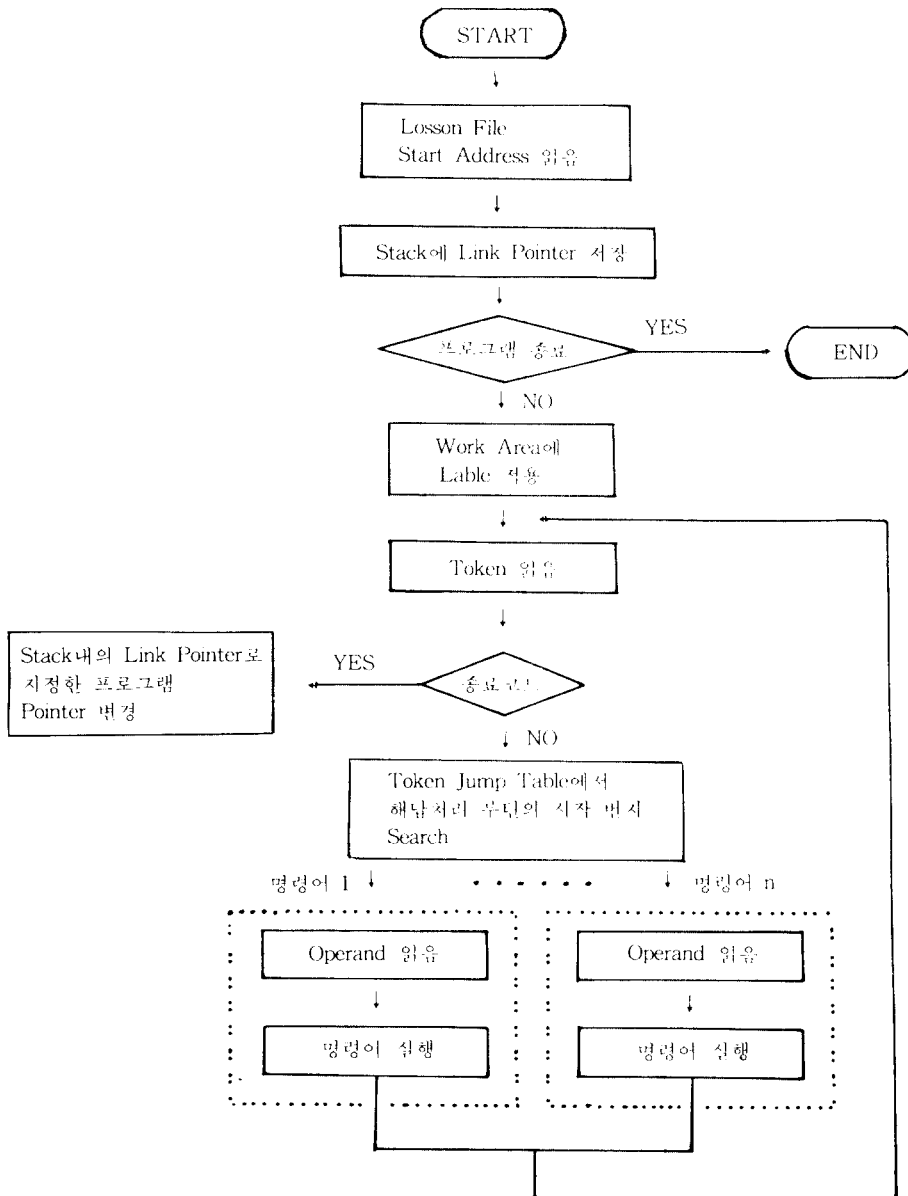 START
Losson File
Start Address 읽음
Stack에 Link Pointer 저장
프로그램 종료
YES
END
NO
Work Area에
Lable 적용
Token 읽음
Stack내의 Link Pointer로
지정한 프로그램
Pointer 변경
YES
종료코드
NO
Token Jump Table에서
해당처리 루틴의 시작 번지
Search
명령어 1
명령어 n
Operand 읽음
Operand 읽음
명령어 실행
명령어 실행